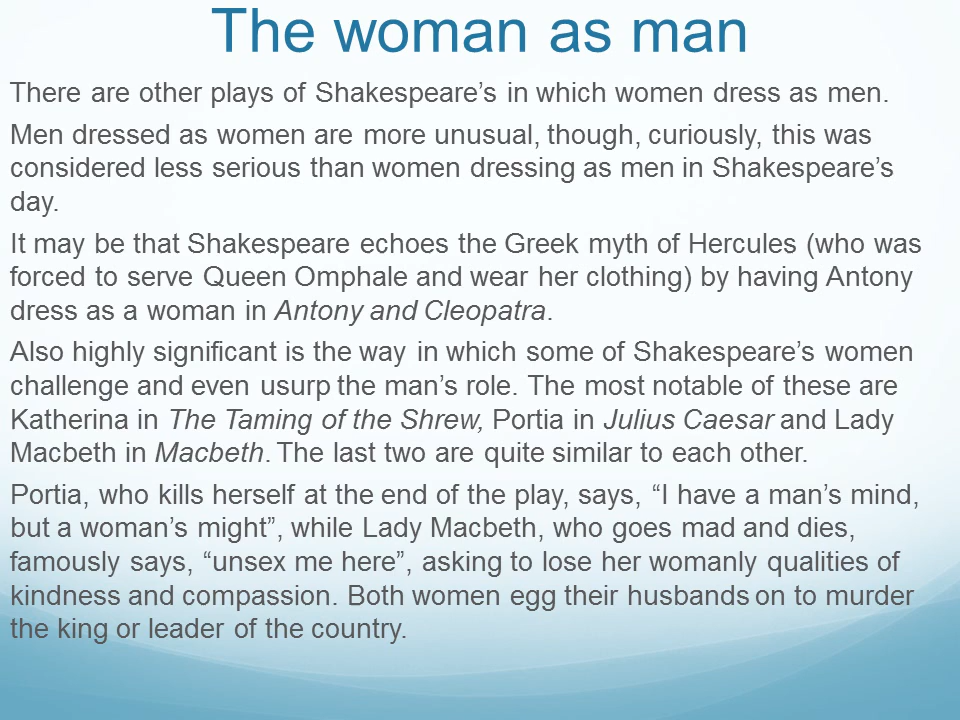 The woman as man
There are other plays of Shakespeare’s in which women dress as men.
Men dressed as women are more unusual, though, curiously, this was
considered less serious than women dressing as men in Shakespeare’s
day.
It may be that Shakespeare echoes the Greek myth of Hercules (who was
forced to serve Queen Omphale and wear her clothing) by having Antony
dress as a woman in Antony and Cleopatra.
Also highly significant is the way in which some of Shakespeare’s women
challenge and even usurp the man’s role. The most notable of these are
Katherina in The Taming of the Shrew, Portia in Julius Caesar and Lady
Macbeth in Macbeth. The last two are quite similar to each other.
Portia, who kills herself at the end of the play, says, “I have a man’s mind,
but a woman’s might”, while Lady Macbeth, who goes mad and dies,
famously says, “unsex me here”, asking to lose her womanly qualities of
kindness and compassion. Both women egg their husbands on to murder
the king or leader of the country.